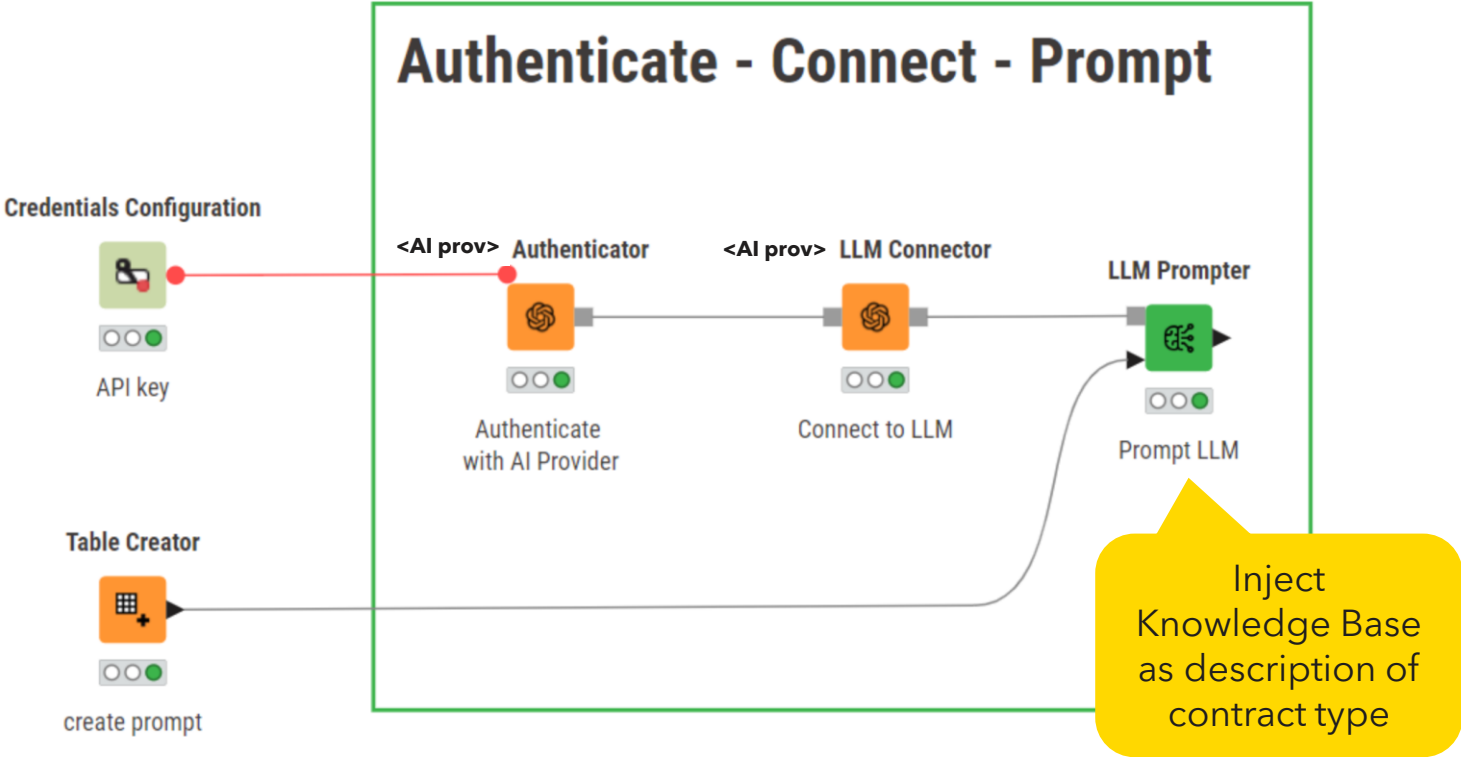 Authenticate - Connect - Prompt
Credentials Configuration
API key
<AI prov> Authenticator
Authenticate
with AI Provider
<AI prov> LLM Connector
Connect to LLM
LLM Prompter
Prompt LLM
Table Creator
create prompt
Inject
Knowledge Base
as description of
contract type